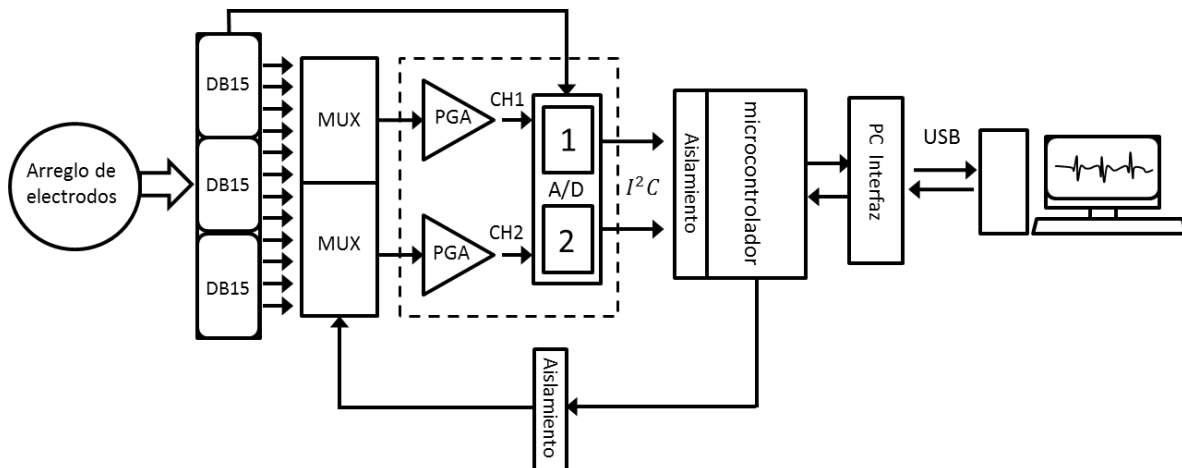 Arreglo de
electrodos
DB15
DB15
DB15
MUX
MUX
PGA
PGA
CH1
CH2
1
A/D
2
I²C
Aislamiento
microcontrolador
PC Interfaz
USB
Aislamiento